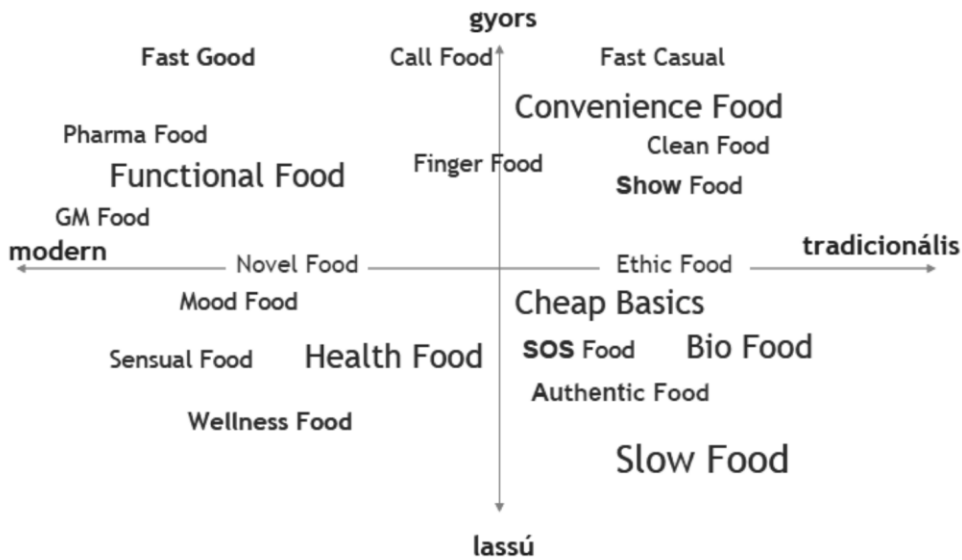 gyors
Fast Good Call Food Fast Casual
Convenience Food
Pharma Food Clean Food
Functional Food Finger Food Show Food
GM Food
modern tradicionális
Novel Food Ethic Food
Mood Food Cheap Basics
Sensual Food Health Food SOS Food Bio Food
Authentic Food
Wellness Food
Slow Food
lassú